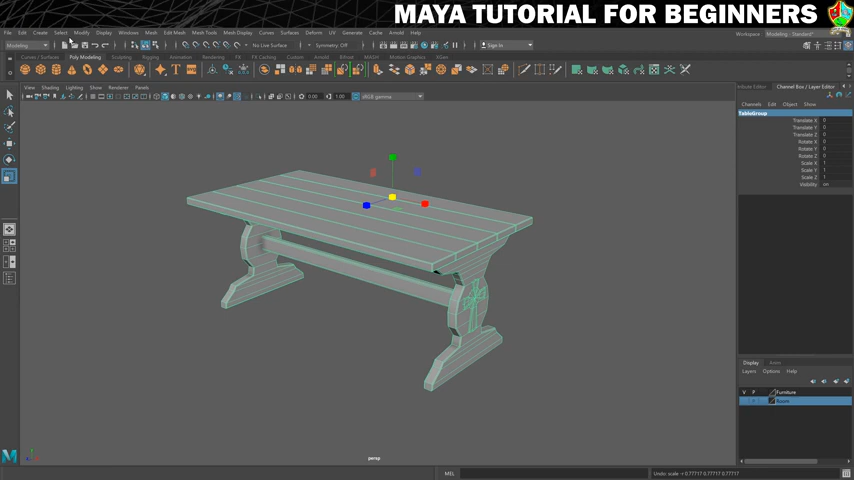 MAYA TUTORIAL FOR BEGINNERS
File Edit Create Select Modify Display Windows Mesh Edit Mesh Mesh Tools Mesh Display Curves Surfaces Deform UV Generate Cache Arnold Help
Workspace Modeling - Standard*
Modeling No Live Surface Symmetry: Off Sign In
Curves / Surfaces Poly Modeling Sculpting Rigging Animation Rendering FX FX Caching Custom Arnold Bifrost MASH Motion Graphics XGen
View Shading Lighting Show Renderer Panels
0.00 1.00 sRGB gamma
Channel Box / Layer Editor
Channels Edit Object Show
TableGroup
Translate X 0
Translate Y 0
Translate Z 0
Rotate X 0
Rotate Y 0
Rotate Z 0
Scale X 1
Scale Y 1
Scale Z 1
Visibility on
Display Anim
Layers Options Help
V P Furniture
Room
persp
MEL
Undo: scale -r 0.77717 0.77717 0.77717